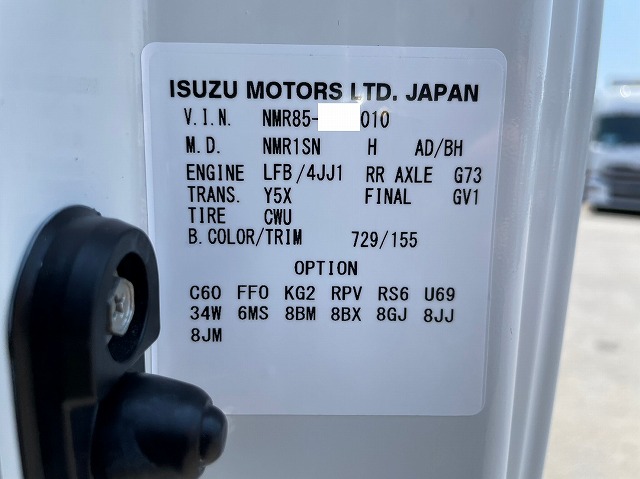 ISUZU MOTORS LTD. JAPAN
V.I.N. NMR85- 010
M.D. NMR1SN H AD/BH
ENGINE LFB/4JJ1 RR AXLE G73
TRANS. Y5X FINAL GV1
TIRE CWU
B.COLOR/TRIM 729/155
OPTION
C60 FFO KG2 RPV RS6 U69
34W 6MS 8BM 8BX 8GJ 8JJ
8JM